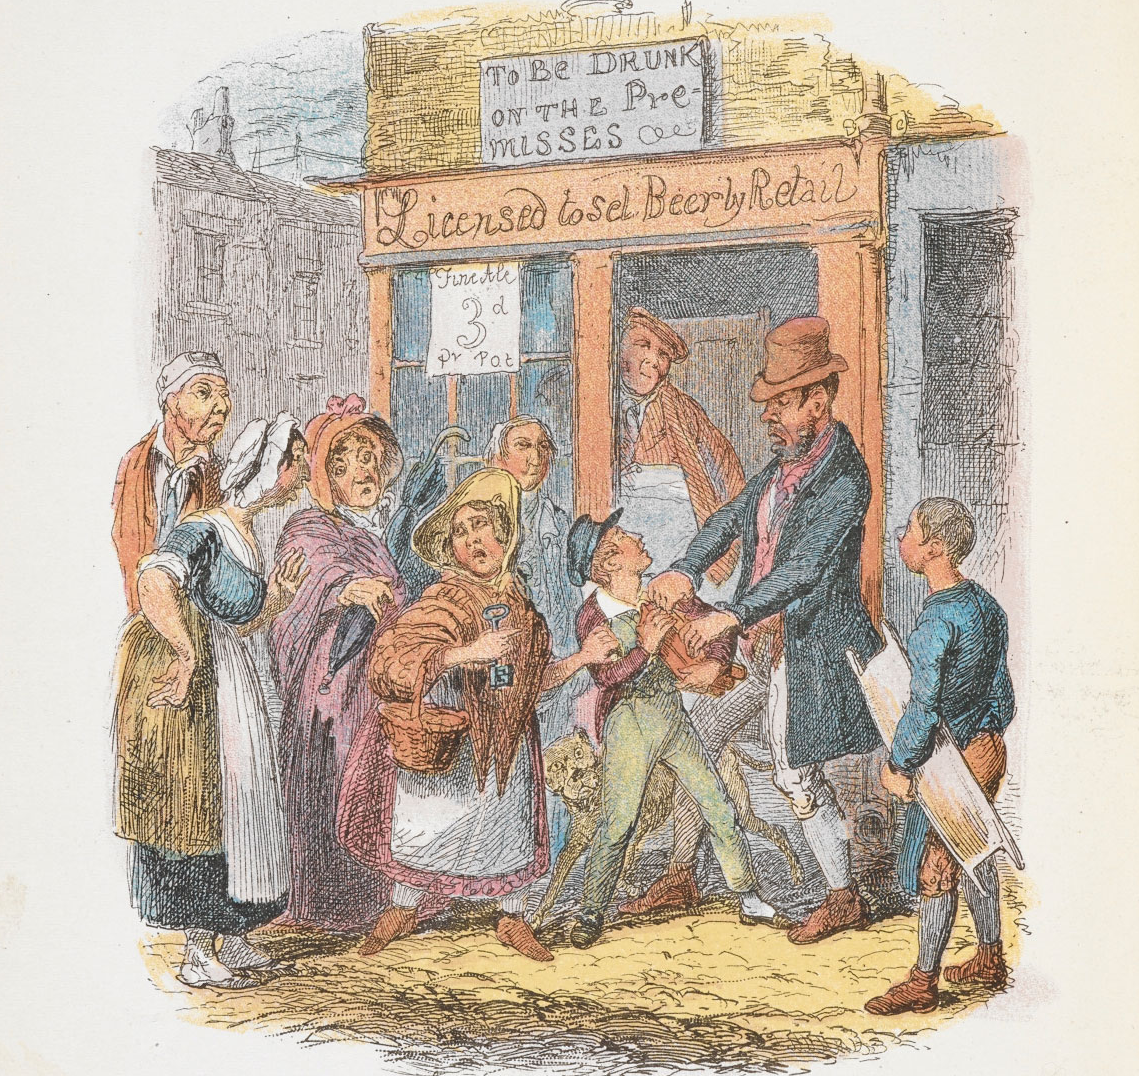 To BE DRUNK
ON THE Pre-
MISSES
Licensed to sel Beer by Retail
Fine Ale
3d
pr Pot